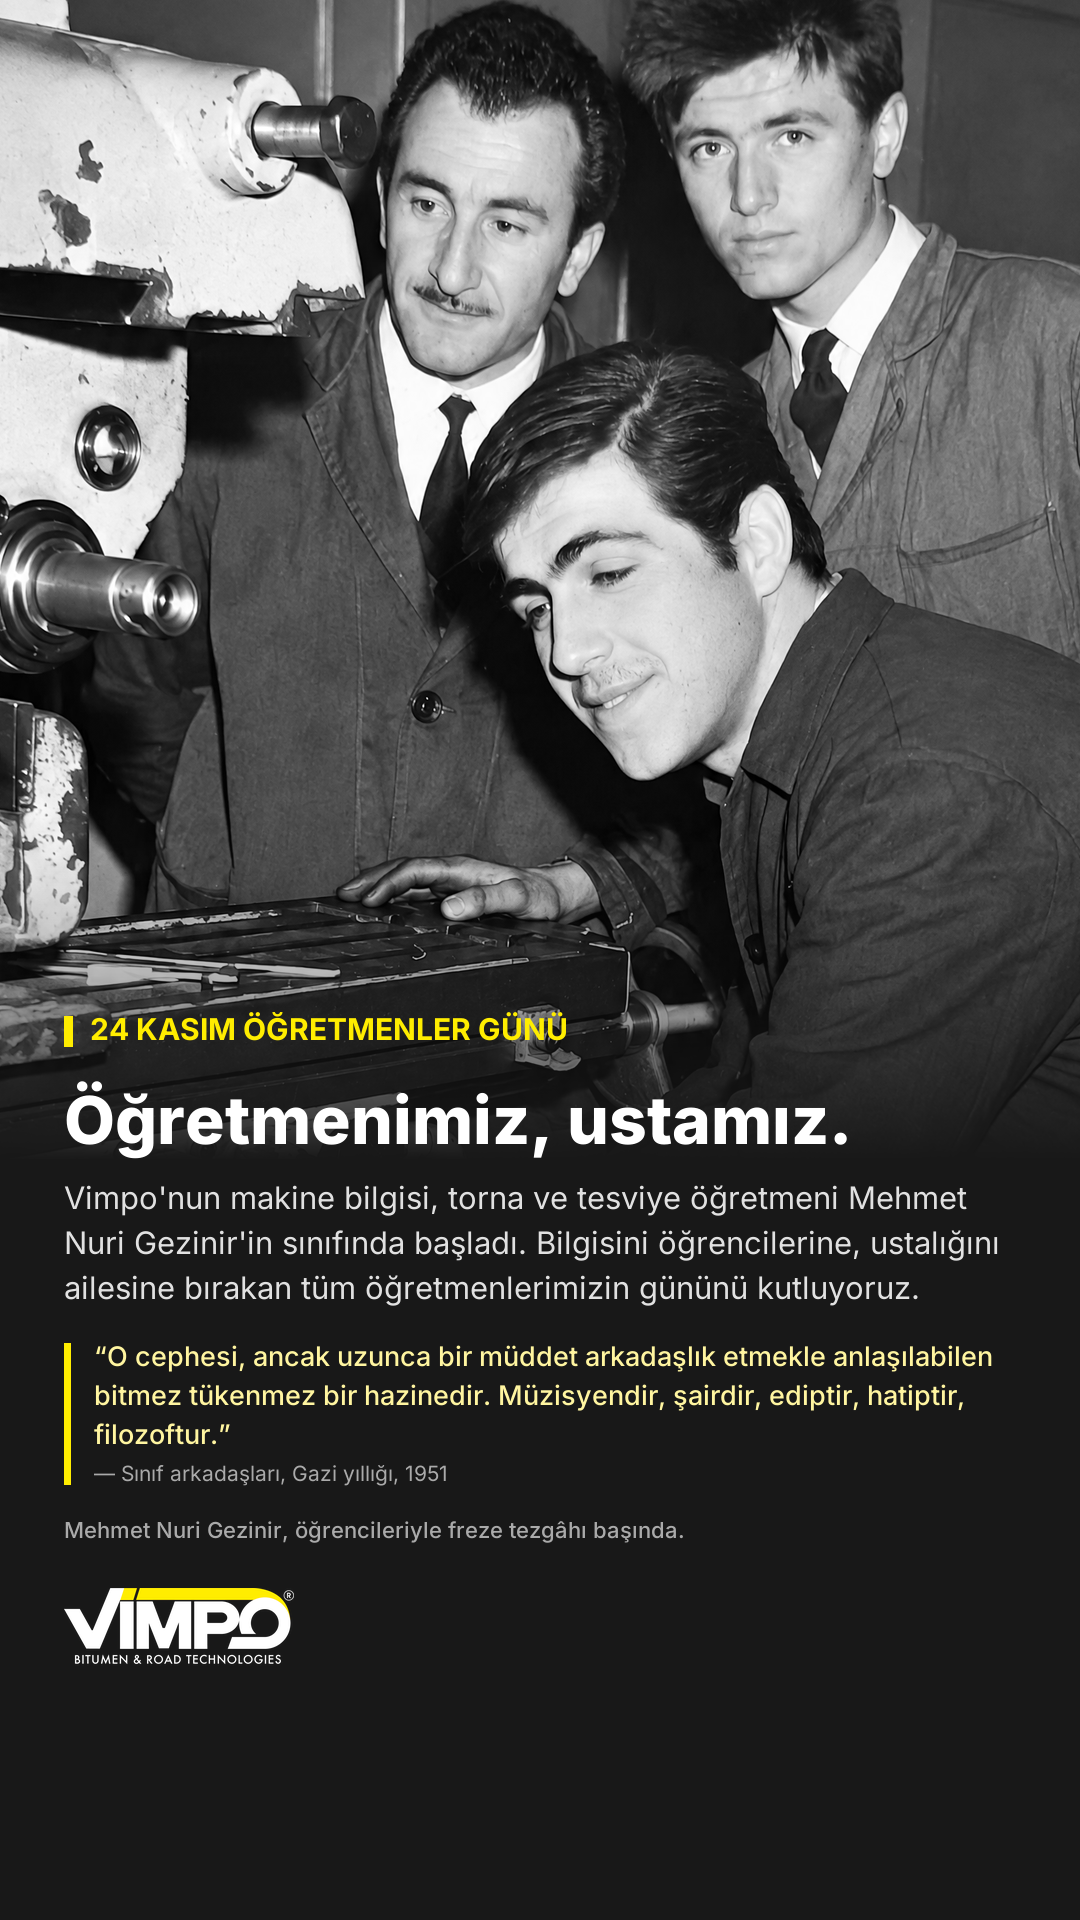 24 KASIM ÖĞRETMENLER GÜNÜ
Öğretmenimiz, ustamız.
Vimpo'nun makine bilgisi, torna ve tesviye öğretmeni Mehmet
Nuri Gezinir'in sınıfında başladı. Bilgisini öğrencilerine, ustalığını
ailesine bırakan tüm öğretmenlerimizin gününü kutluyoruz.
“O cephesi, ancak uzunca bir müddet arkadaşlık etmekle anlaşılabilen
bitmez tükenmez bir hazinedir. Müzisyendir, şairdir, ediptir, hatiptir,
filozoftur.”
— Sınıf arkadaşları, Gazi yıllığı, 1951
Mehmet Nuri Gezinir, öğrencileriyle freze tezgâhı başında.
VIMPO®
BITUMEN & ROAD TECHNOLOGIES